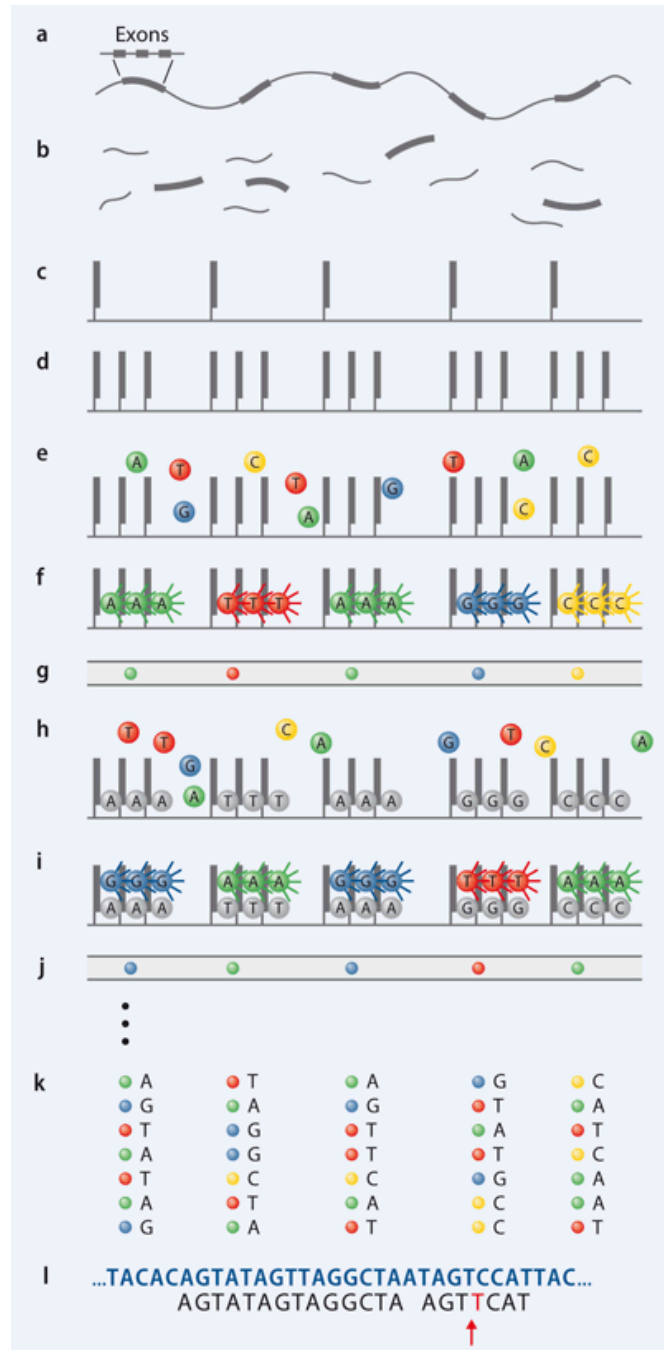 a Exons
b
c
d
e A T G C T A G T A C C
f A A A T T T A A A G G G C C C
g
h T T G A C A G T C A
A A A T T T A A A G G G C C C
i G G G A A A G G G T T T A A A
A A A T T T A A A G G G C C C
j
k A T A G C
G A G T A
T G T A T
A G T T C
T C C G A
A T A C A
G A T C T
l ...TACACAGTATAGTTAGGCTAATAGTCCATTAC...
AGTATAGTAGGCTA AGTTCAT